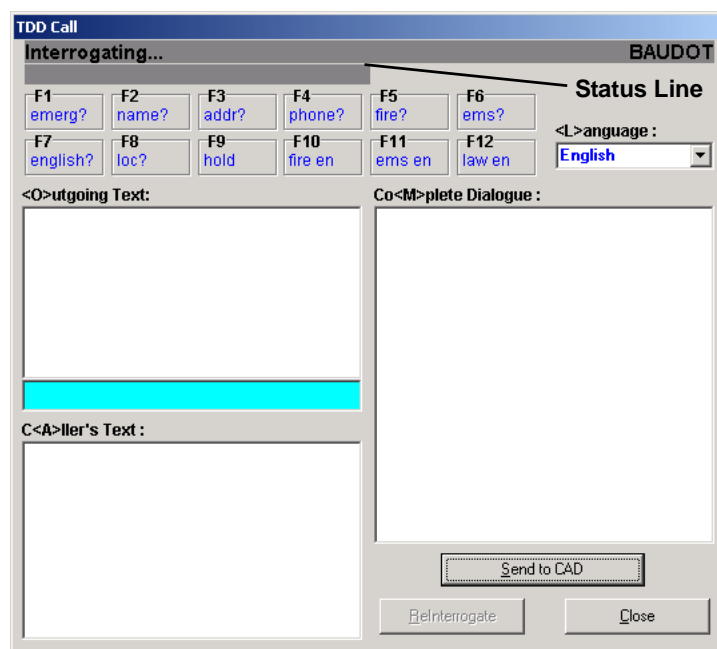 TDD Call
Interrogating... BAUDOT
Status Line
F1 F2 F3 F4 F5 F6
emerg? name? addr? phone? fire? ems?
F7 F8 F9 F10 F11 F12
english? loc? hold fire en ems en law en
<L>anguage :
English
<O>utgoing Text:
Co<M>plete Dialogue :
C<A>ller's Text :
Send to CAD
ReInterrogate
Close